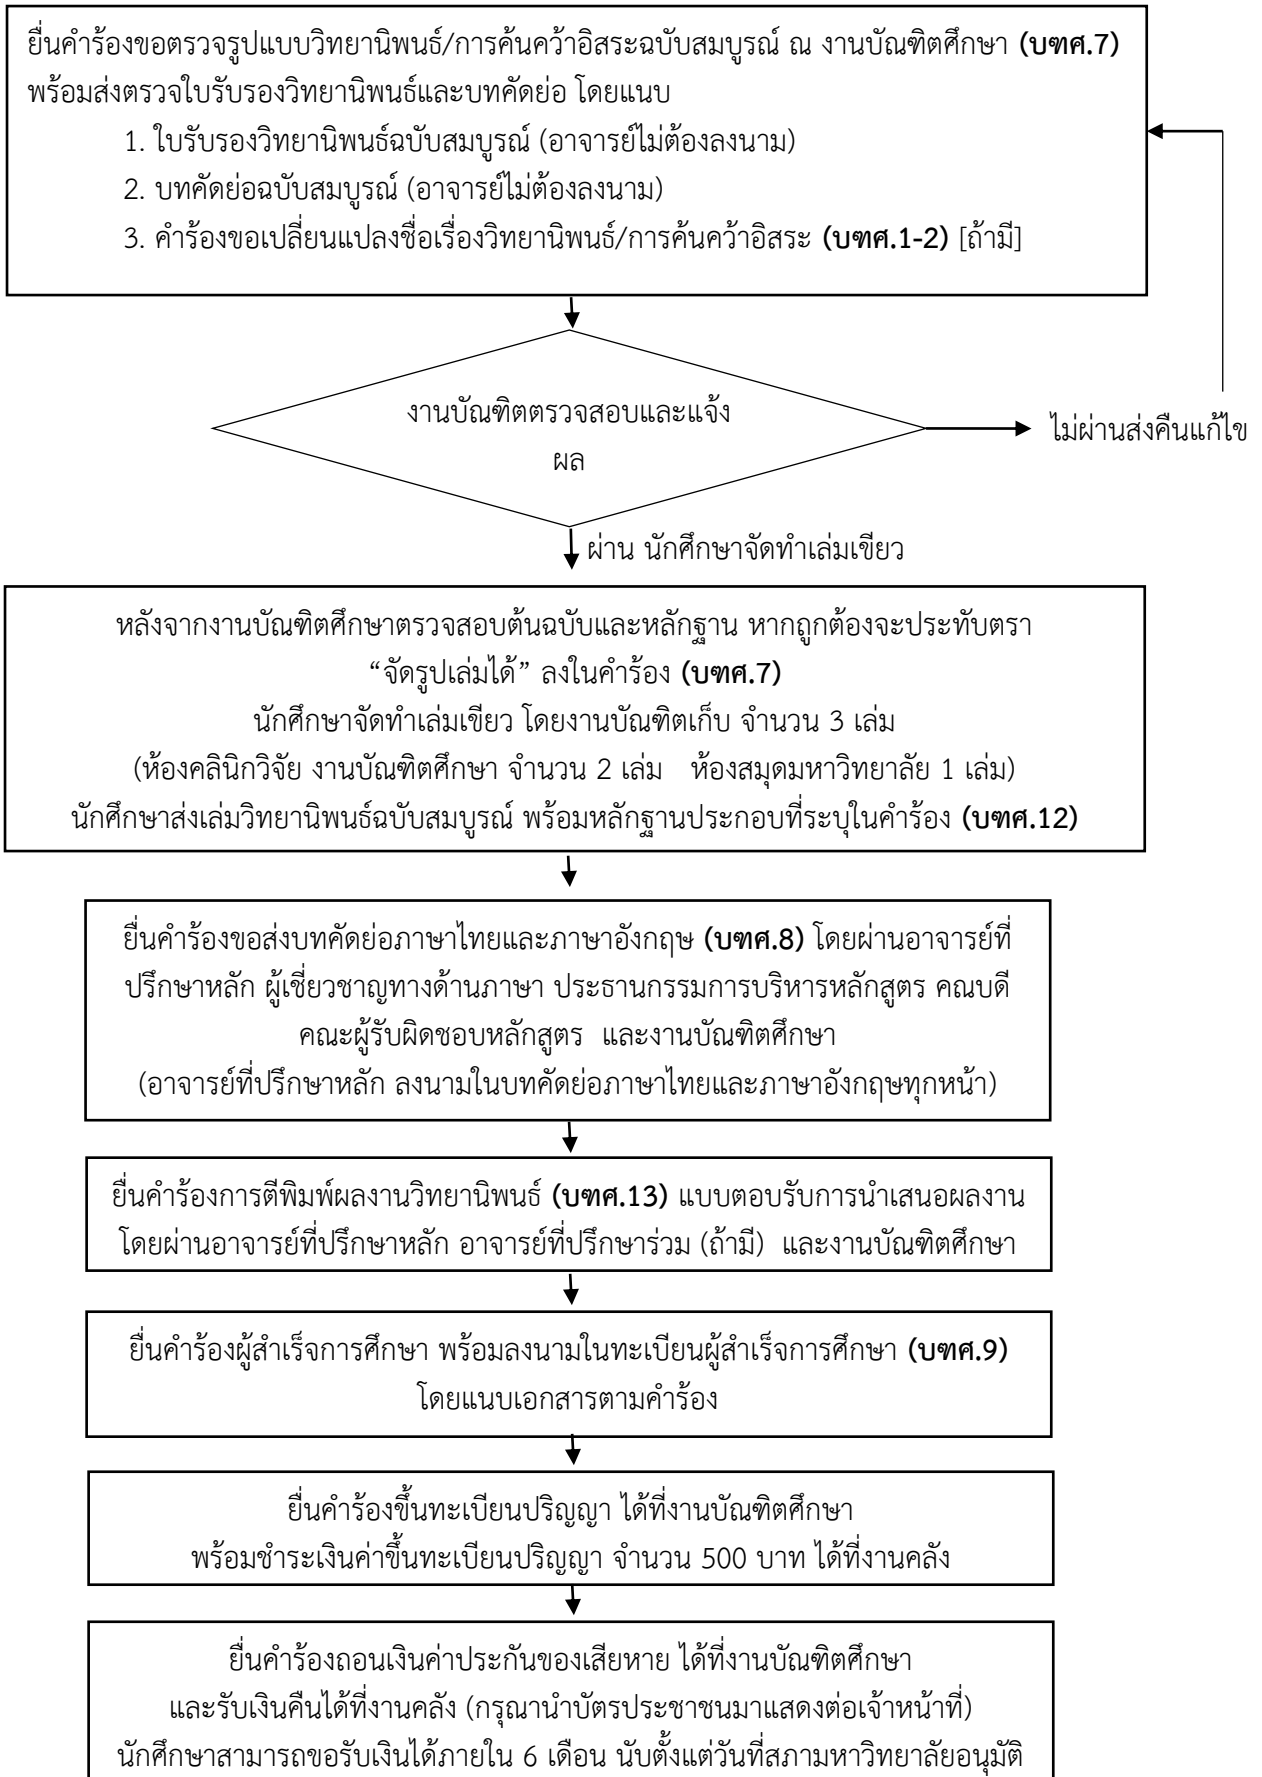 ยื่นคำร้องขอตรวจรูปแบบวิทยานิพนธ์/การค้นคว้าอิสระฉบับสมบูรณ์ ณ งานบัณฑิตศึกษา (บฑศ.7)
พร้อมส่งตรวจใบรับรองวิทยานิพนธ์และบทคัดย่อ โดยแนบ
1. ใบรับรองวิทยานิพนธ์ฉบับสมบูรณ์ (อาจารย์ไม่ต้องลงนาม)
2. บทคัดย่อฉบับสมบูรณ์ (อาจารย์ไม่ต้องลงนาม)
3. คำร้องขอเปลี่ยนแปลงชื่อเรื่องวิทยานิพนธ์/การค้นคว้าอิสระ (บฑศ.1-2) [ถ้ามี]
งานบัณฑิตตรวจสอบและแจ้ง
ผล
ไม่ผ่านส่งคืนแก้ไข
ผ่าน นักศึกษาจัดทำเล่มเขียว
หลังจากงานบัณฑิตศึกษาตรวจสอบต้นฉบับและหลักฐาน หากถูกต้องจะประทับตรา
“จัดรูปเล่มได้” ลงในคำร้อง (บฑศ.7)
นักศึกษาจัดทำเล่มเขียว โดยงานบัณฑิตเก็บ จำนวน 3 เล่ม
(ห้องคลินิกวิจัย งานบัณฑิตศึกษา จำนวน 2 เล่ม ห้องสมุดมหาวิทยาลัย 1 เล่ม)
นักศึกษาส่งเล่มวิทยานิพนธ์ฉบับสมบูรณ์ พร้อมหลักฐานประกอบที่ระบุในคำร้อง (บฑศ.12)
ยื่นคำร้องขอส่งบทคัดย่อภาษาไทยและภาษาอังกฤษ (บฑศ.8) โดยผ่านอาจารย์ที่
ปรึกษาหลัก ผู้เชี่ยวชาญทางด้านภาษา ประธานกรรมการบริหารหลักสูตร คณบดี
คณะผู้รับผิดชอบหลักสูตร และงานบัณฑิตศึกษา
(อาจารย์ที่ปรึกษาหลัก ลงนามในบทคัดย่อภาษาไทยและภาษาอังกฤษทุกหน้า)
ยื่นคำร้องการตีพิมพ์ผลงานวิทยานิพนธ์ (บฑศ.13) แบบตอบรับการนำเสนอผลงาน
โดยผ่านอาจารย์ที่ปรึกษาหลัก อาจารย์ที่ปรึกษาร่วม (ถ้ามี) และงานบัณฑิตศึกษา
ยื่นคำร้องผู้สำเร็จการศึกษา พร้อมลงนามในทะเบียนผู้สำเร็จการศึกษา (บฑศ.9)
โดยแนบเอกสารตามคำร้อง
ยื่นคำร้องขึ้นทะเบียนปริญญา ได้ที่งานบัณฑิตศึกษา
พร้อมชำระเงินค่าขึ้นทะเบียนปริญญา จำนวน 500 บาท ได้ที่งานคลัง
ยื่นคำร้องถอนเงินค่าประกันของเสียหาย ได้ที่งานบัณฑิตศึกษา
และรับเงินคืนได้ที่งานคลัง (กรุณานำบัตรประชาชนมาแสดงต่อเจ้าหน้าที่)
นักศึกษาสามารถขอรับเงินได้ภายใน 6 เดือน นับตั้งแต่วันที่สภามหาวิทยาลัยอนุมัติ